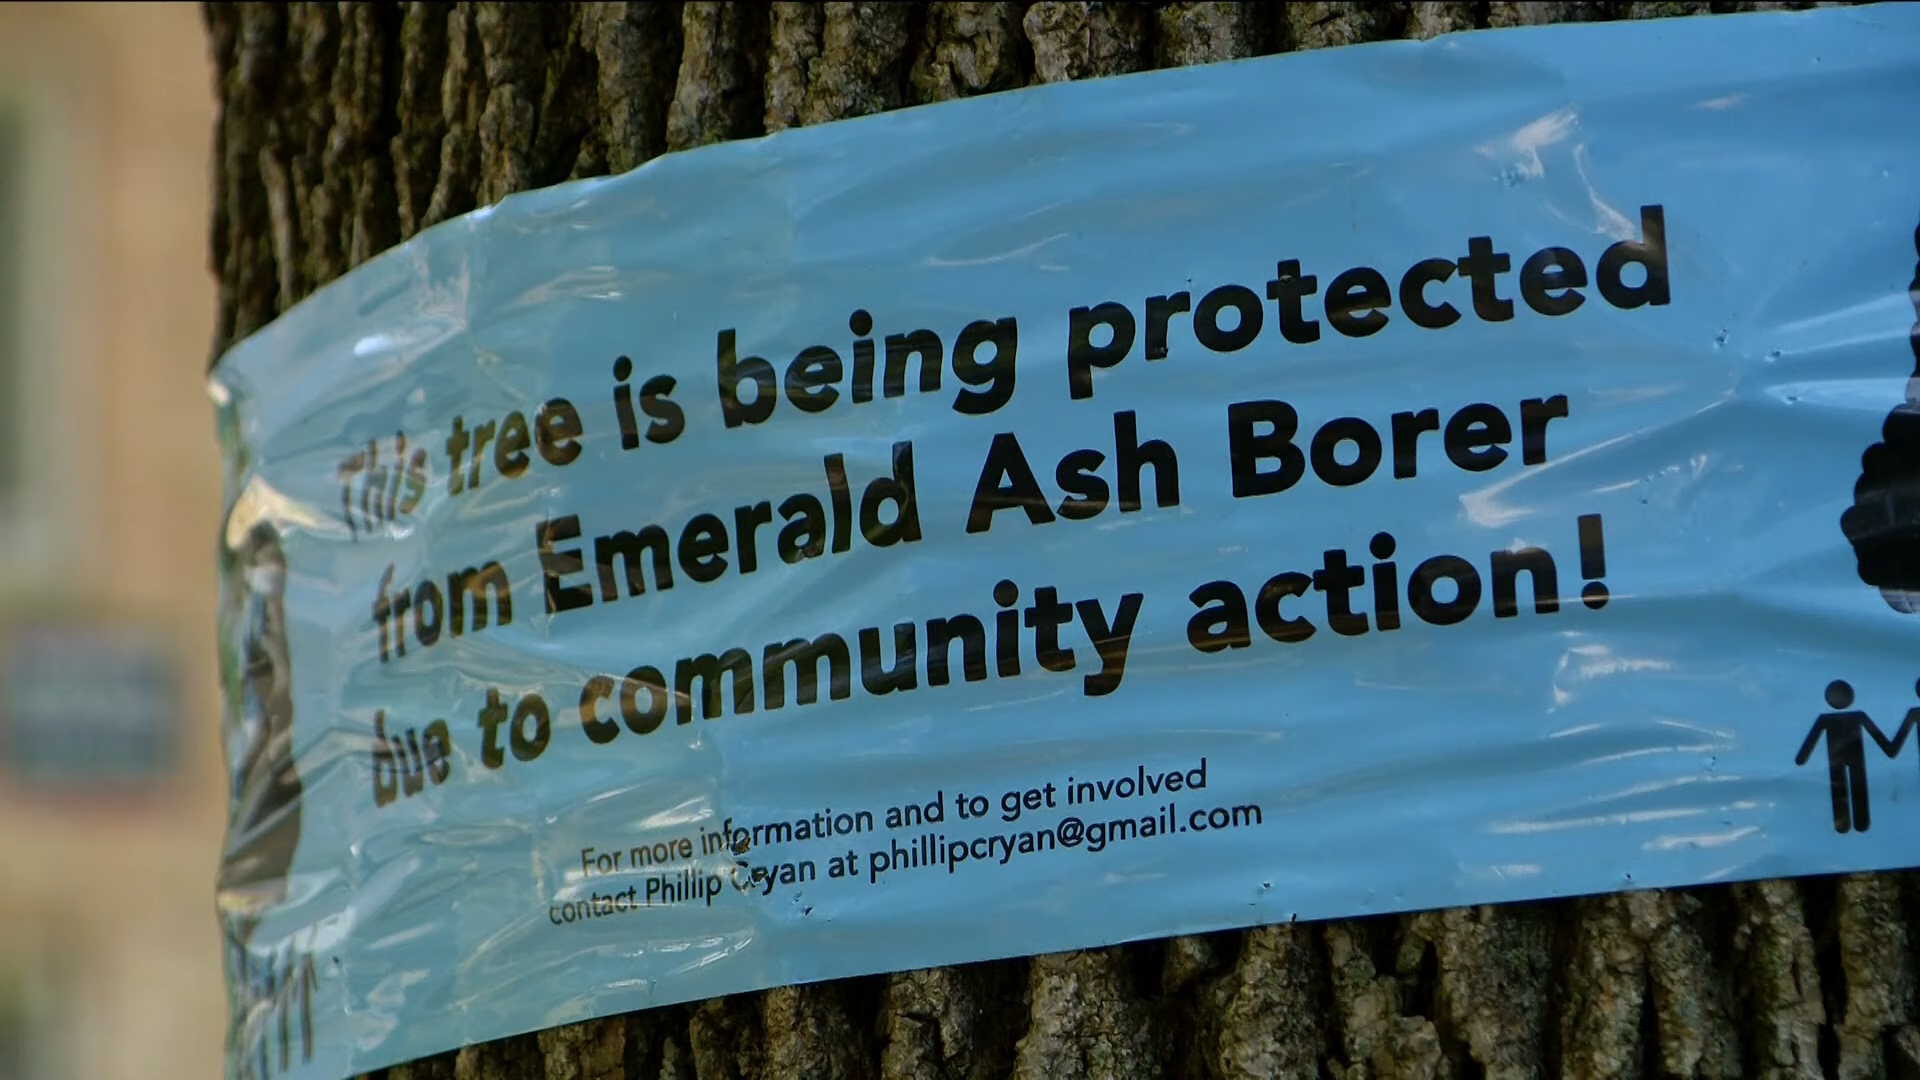 This tree is being protected
from Emerald Ash Borer
due to community action!
For more information and to get involved
contact Phillip Cryan at phillipcryan@gmail.com